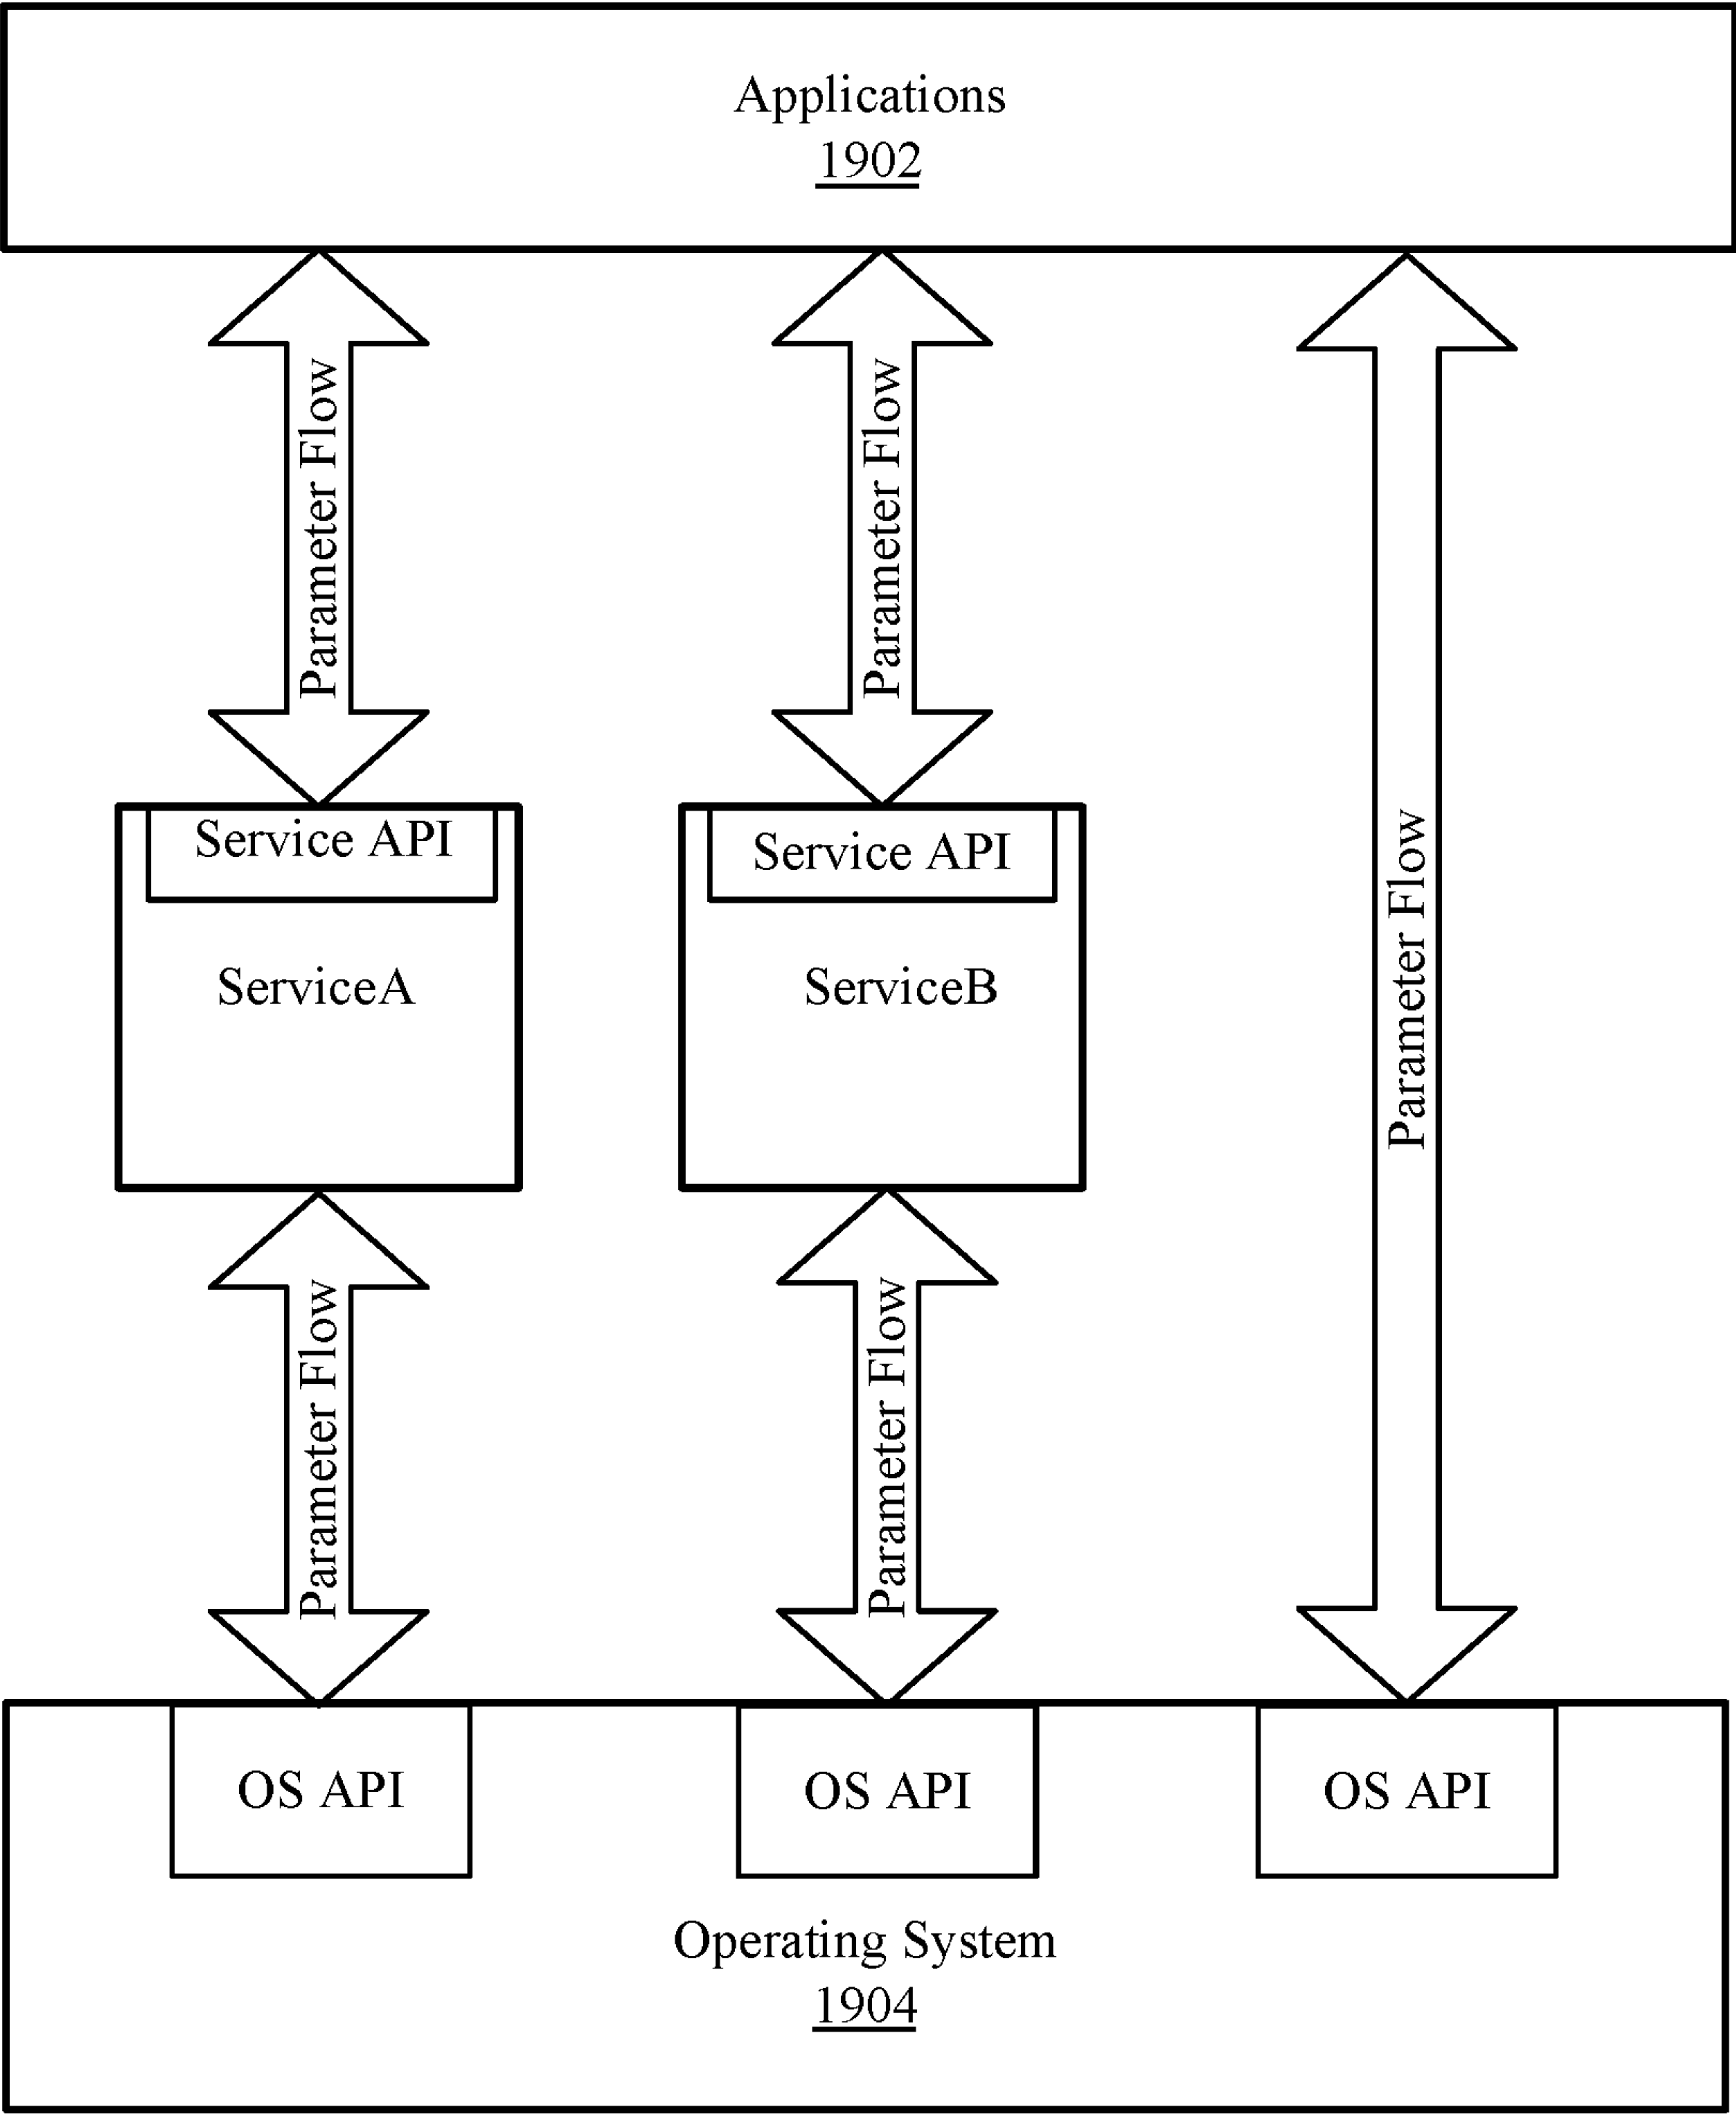 Applications
1902
Parameter Flow
Parameter Flow
Parameter Flow
Service API
ServiceA
Service API
ServiceB
Parameter Flow
Parameter Flow
OS API
OS API
OS API
Operating System
1904